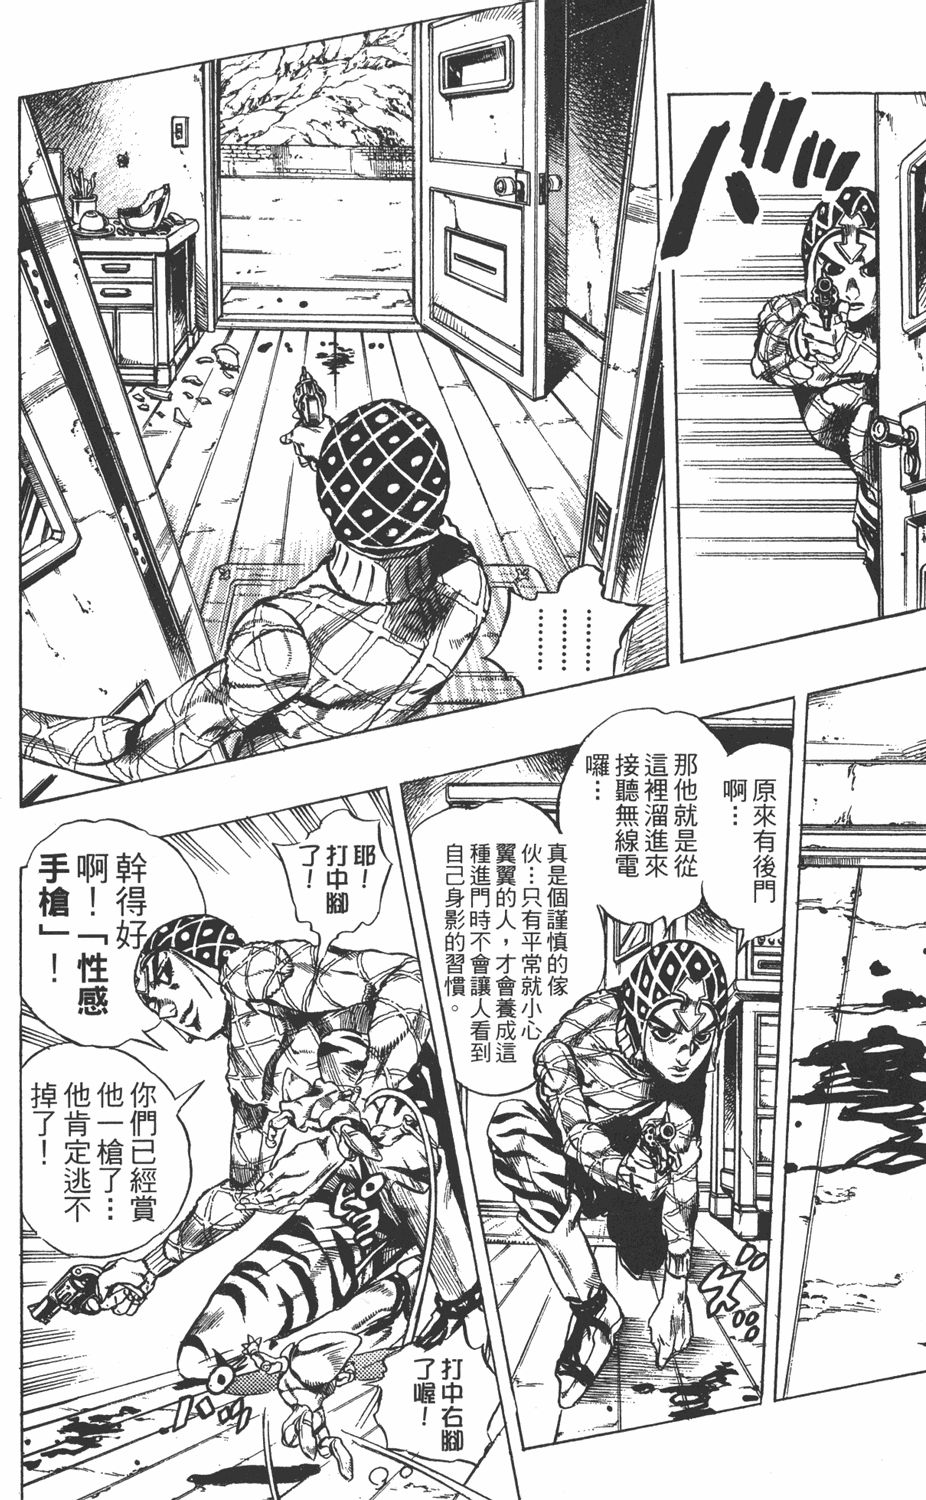 バン
………
………
………
原來有後門
啊…
那他就是從
這裡溜進來
接聽無線電
囉…
真是個謹慎的傢
伙…只有平常就小心
翼翼的人，才會養成這
種進門時不會讓人看到
自己身影的習慣。
耶！
打中腳
了！
幹得好
啊！「性感
手槍」！
你們已經賞
他一槍了…
他肯定逃不
掉了！
打中右腳
了喔！